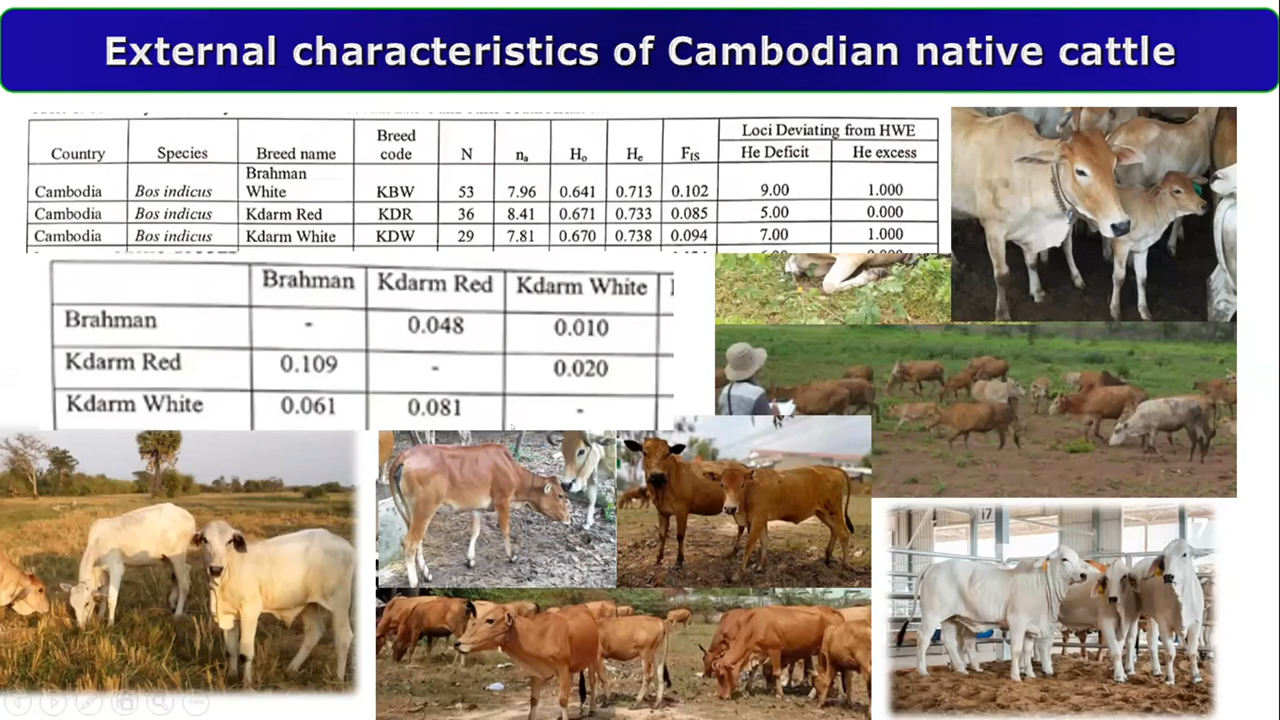 External characteristics of Cambodian native cattle
Country Species Breed name Breed code N nₐ Hₒ Hₑ F_IS Loci Deviating from HWE
He Deficit He excess
Cambodia Bos indicus Brahman White KBW 53 7.96 0.641 0.713 0.102 9.00 1.000
Cambodia Bos indicus Kdarm Red KDR 36 8.41 0.671 0.733 0.085 5.00 0.000
Cambodia Bos indicus Kdarm White KDW 29 7.81 0.670 0.738 0.094 7.00 1.000
Brahman Kdarm Red Kdarm White
Brahman - 0.048 0.010
Kdarm Red 0.109 - 0.020
Kdarm White 0.061 0.081 -
i7